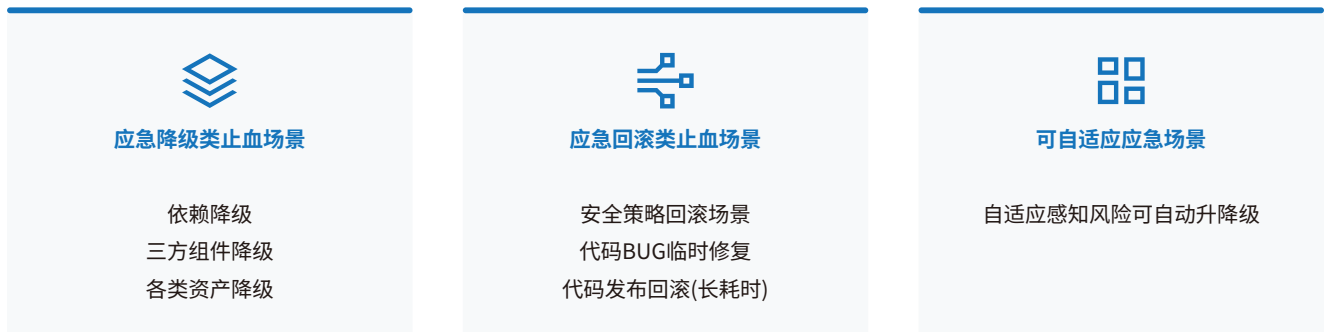 应急降级类止血场景
依赖降级
三方组件降级
各类资产降级
应急回滚类止血场景
安全策略回滚场景
代码BUG临时修复
代码发布回滚(长耗时)
可自适应应急场景
自适应感知风险可自动升降级